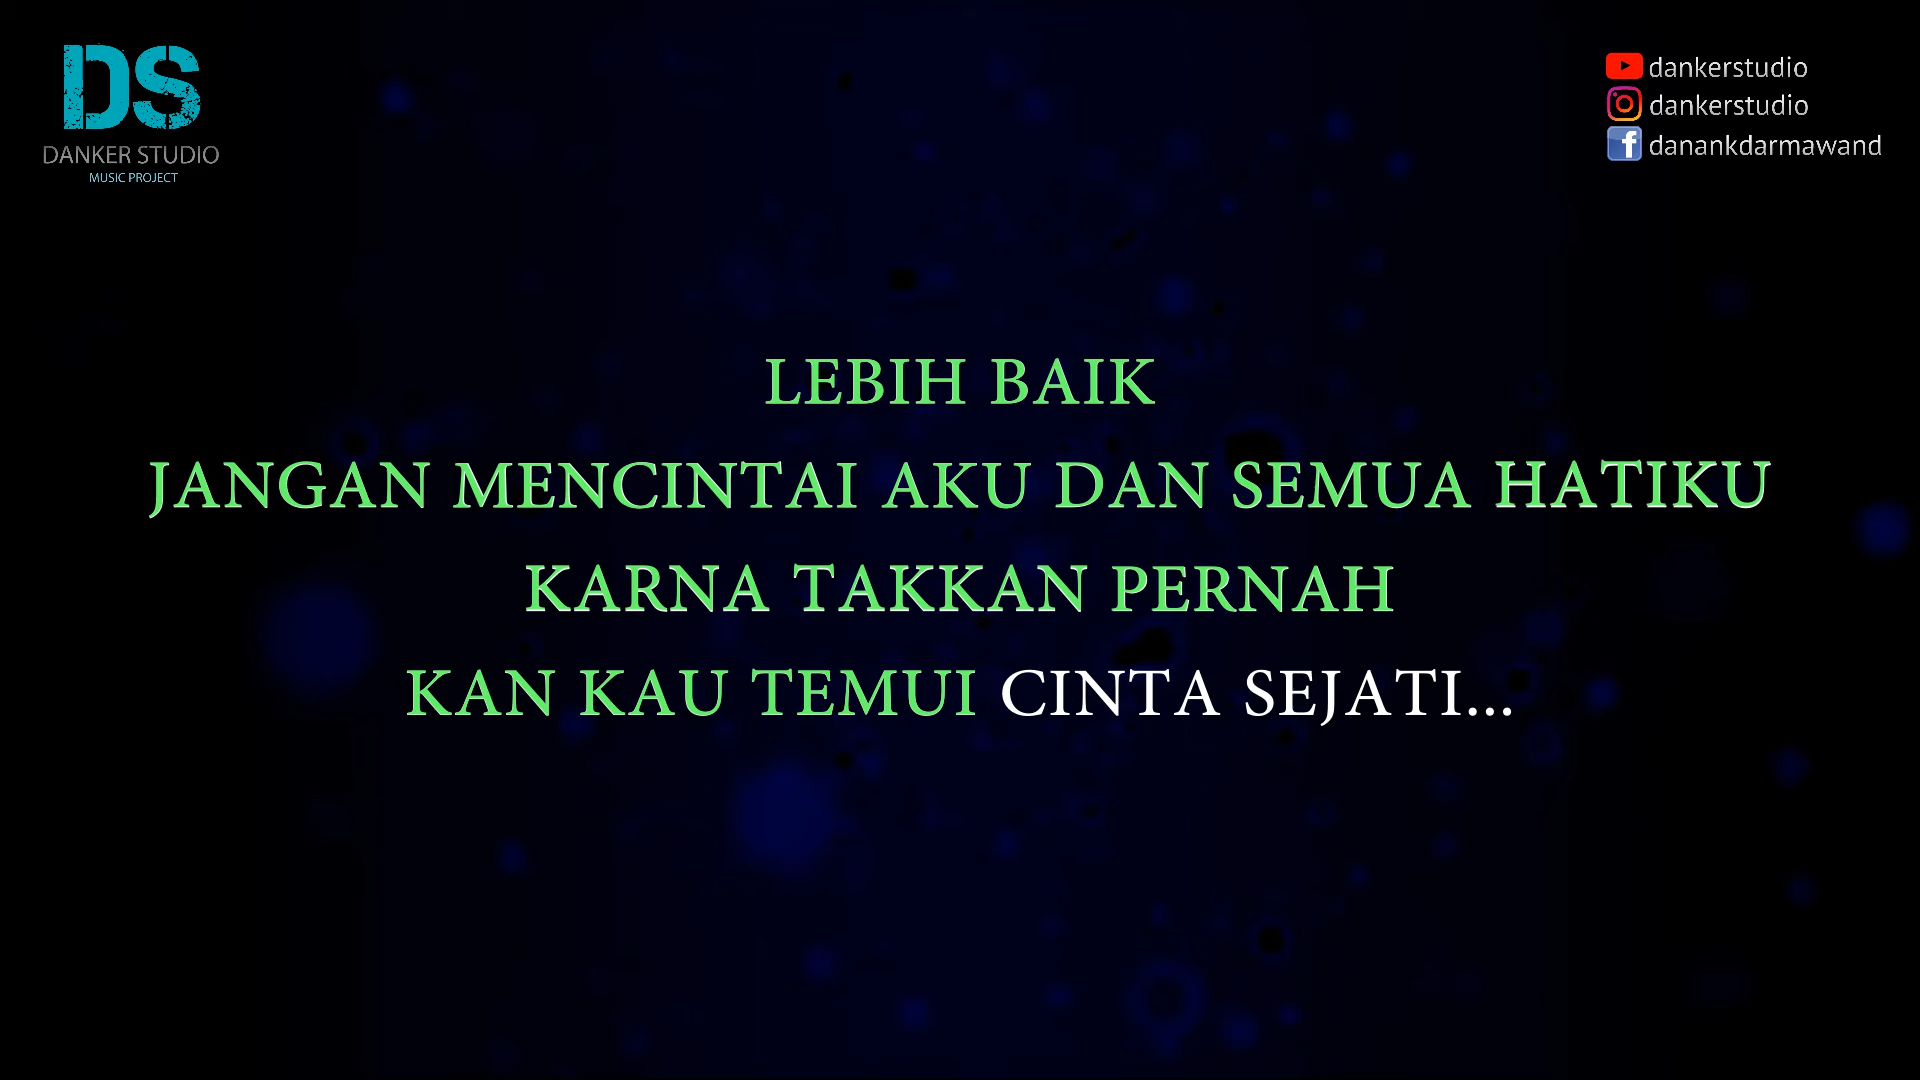 DS
DANKER STUDIO
MUSIC PROJECT
dankerstudio
dankerstudio
danankdarmawand
LEBIH BAIK
JANGAN MENCINTAI AKU DAN SEMUA HATIKU
KARNA TAKKAN PERNAH
KAN KAU TEMUI CINTA SEJATI...